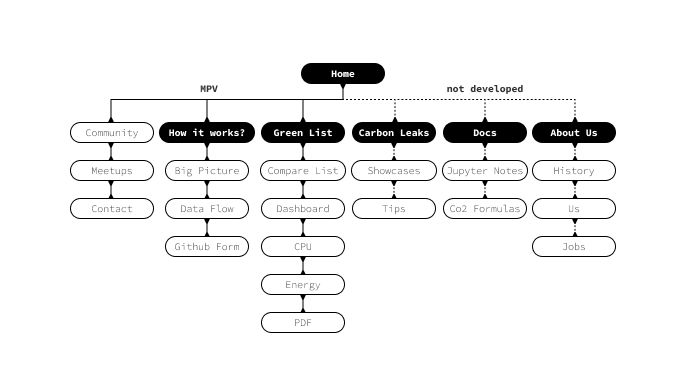 Home
MPV
not developed
Community
How it works?
Green List
Carbon Leaks
Docs
About Us
Meetups
Big Picture
Compare List
Showcases
Jupyter Notes
History
Contact
Data Flow
Dashboard
Tips
Co2 Formulas
Us
Github Form
CPU
Jobs
Energy
PDF